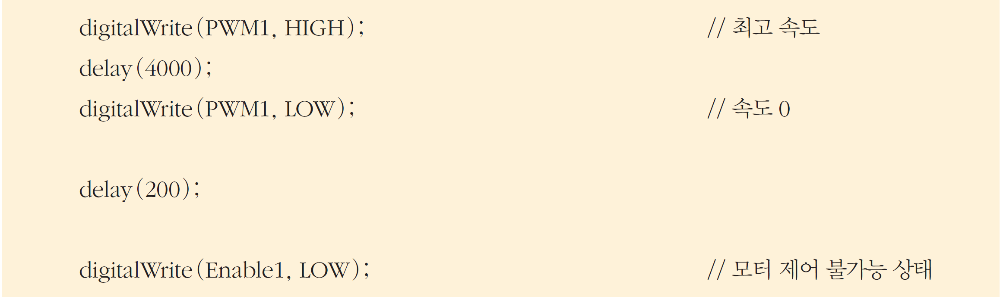 digitalWrite(PWM1, HIGH); // 최고 속도
delay(4000);
digitalWrite(PWM1, LOW); // 속도 0
delay(200);
digitalWrite(Enable1, LOW); // 모터 제어 불가능 상태